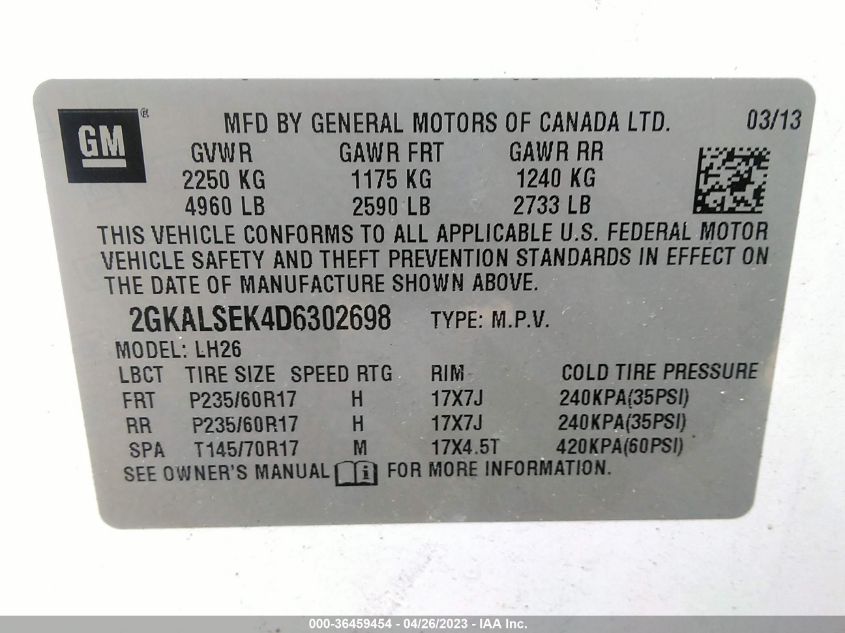 GM ®
MFD BY GENERAL MOTORS OF CANADA LTD. 03/13
GVWR GAWR FRT GAWR RR
2250 KG 1175 KG 1240 KG
4960 LB 2590 LB 2733 LB
THIS VEHICLE CONFORMS TO ALL APPLICABLE U.S. FEDERAL MOTOR
VEHICLE SAFETY AND THEFT PREVENTION STANDARDS IN EFFECT ON
THE DATE OF MANUFACTURE SHOWN ABOVE.
2GKALSEK4D6302698 TYPE: M.P.V.
MODEL: LH26
LBCT TIRE SIZE SPEED RTG RIM COLD TIRE PRESSURE
FRT P235/60R17 H 17X7J 240KPA(35PSI)
RR P235/60R17 H 17X7J 240KPA(35PSI)
SPA T145/70R17 M 17X4.5T 420KPA(60PSI)
SEE OWNER'S MANUAL i FOR MORE INFORMATION.
000-36459454 - 04/26/2023 - IAA Inc.